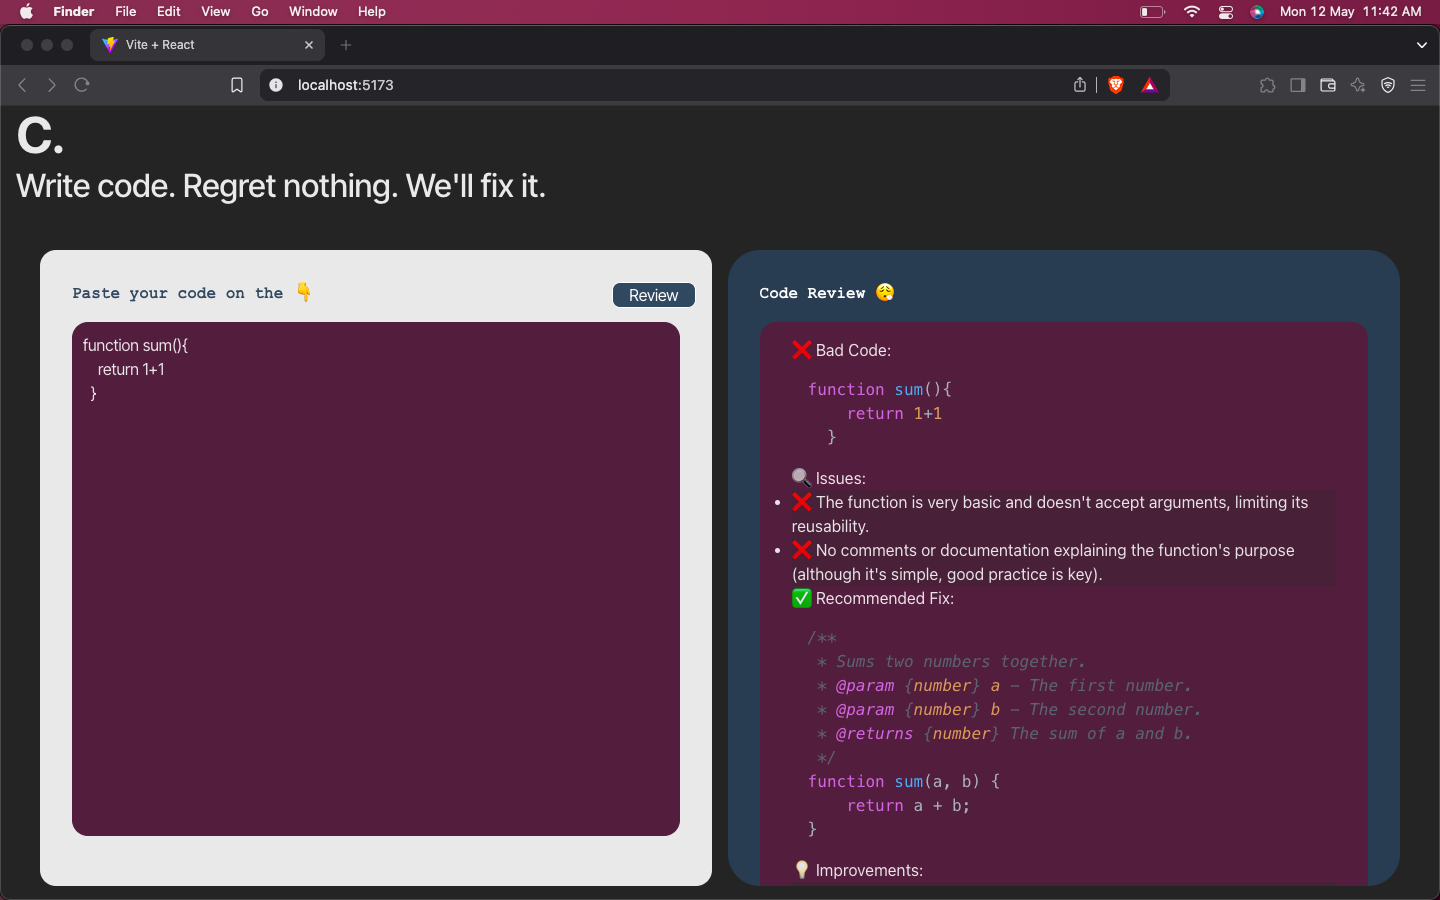 Finder File Edit View Go Window Help Mon 12 May 11:42 AM
Vite + React
localhost:5173
C.
Write code. Regret nothing. We'll fix it.
Paste your code on the 👇
Review
function sum(){
return 1+1
}
Code Review 😮‍💨
❌ Bad Code:
function sum(){
return 1+1
}
🔍 Issues:
• ❌ The function is very basic and doesn't accept arguments, limiting its
reusability.
• ❌ No comments or documentation explaining the function's purpose
(although it's simple, good practice is key).
✅ Recommended Fix:
/**
* Sums two numbers together.
* @param {number} a - The first number.
* @param {number} b - The second number.
* @returns {number} The sum of a and b.
*/
function sum(a, b) {
return a + b;
}
💡 Improvements: